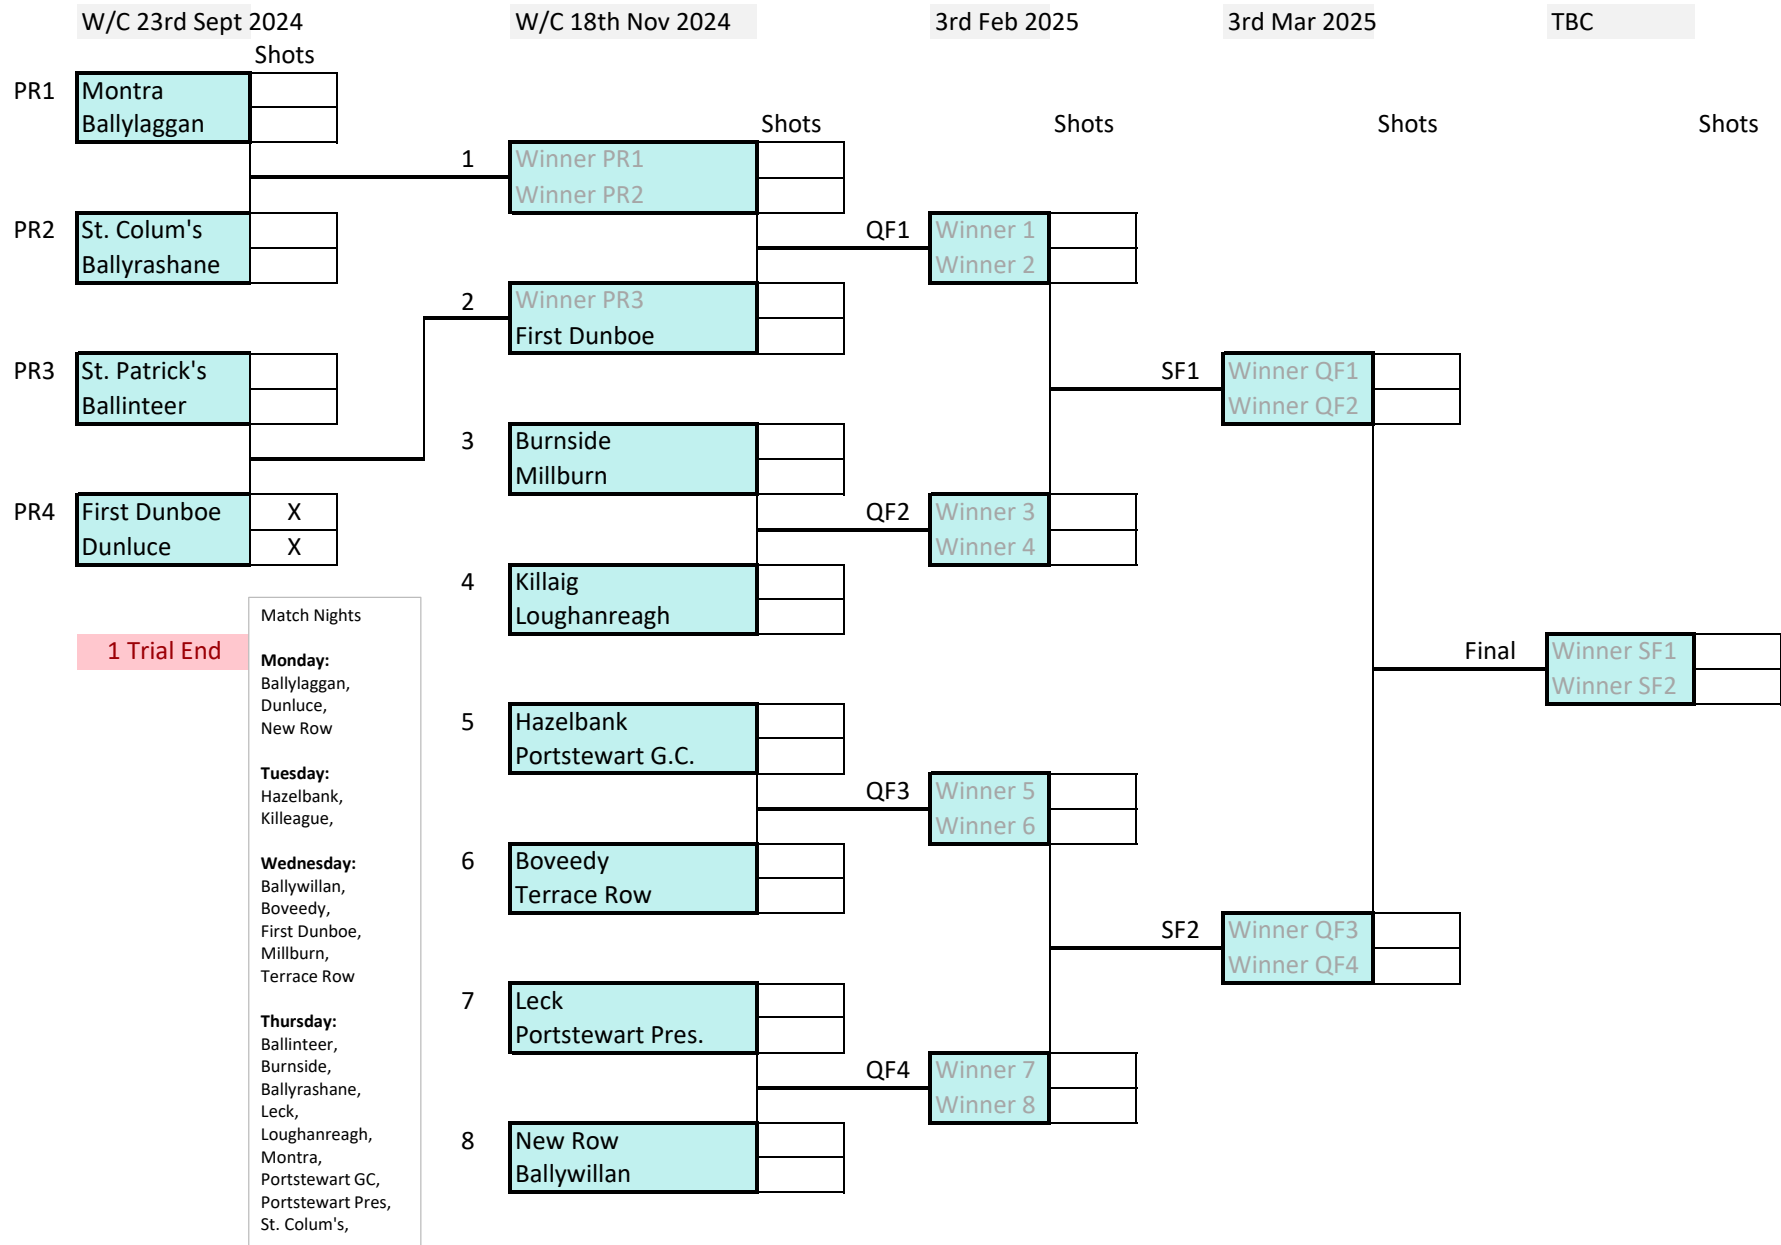 W/C 23rd Sept 2024 W/C 18th Nov 2024 3rd Feb 2025 3rd Mar 2025 TBC
Shots
PR1 Montra
Ballylaggan
Shots Shots Shots Shots
1 Winner PR1
Winner PR2
PR2 St. Colum's
Ballyrashane
QF1 Winner 1
Winner 2
2 Winner PR3
First Dunboe
PR3 St. Patrick's
Ballinteer
SF1 Winner QF1
Winner QF2
3 Burnside
Millburn
PR4 First Dunboe X
Dunluce X
QF2 Winner 3
Winner 4
4 Killaig
Loughanreagh
1 Trial End
Match Nights
Monday:
Ballylaggan,
Dunluce,
New Row
Tuesday:
Hazelbank,
Killeague,
Wednesday:
Ballywillan,
Boveedy,
First Dunboe,
Millburn,
Terrace Row
Thursday:
Ballinteer,
Burnside,
Ballyrashane,
Leck,
Loughanreagh,
Montra,
Portstewart GC,
Portstewart Pres,
St. Colum's,
Final Winner SF1
Winner SF2
5 Hazelbank
Portstewart G.C.
QF3 Winner 5
Winner 6
6 Boveedy
Terrace Row
SF2 Winner QF3
Winner QF4
7 Leck
Portstewart Pres.
QF4 Winner 7
Winner 8
8 New Row
Ballywillan